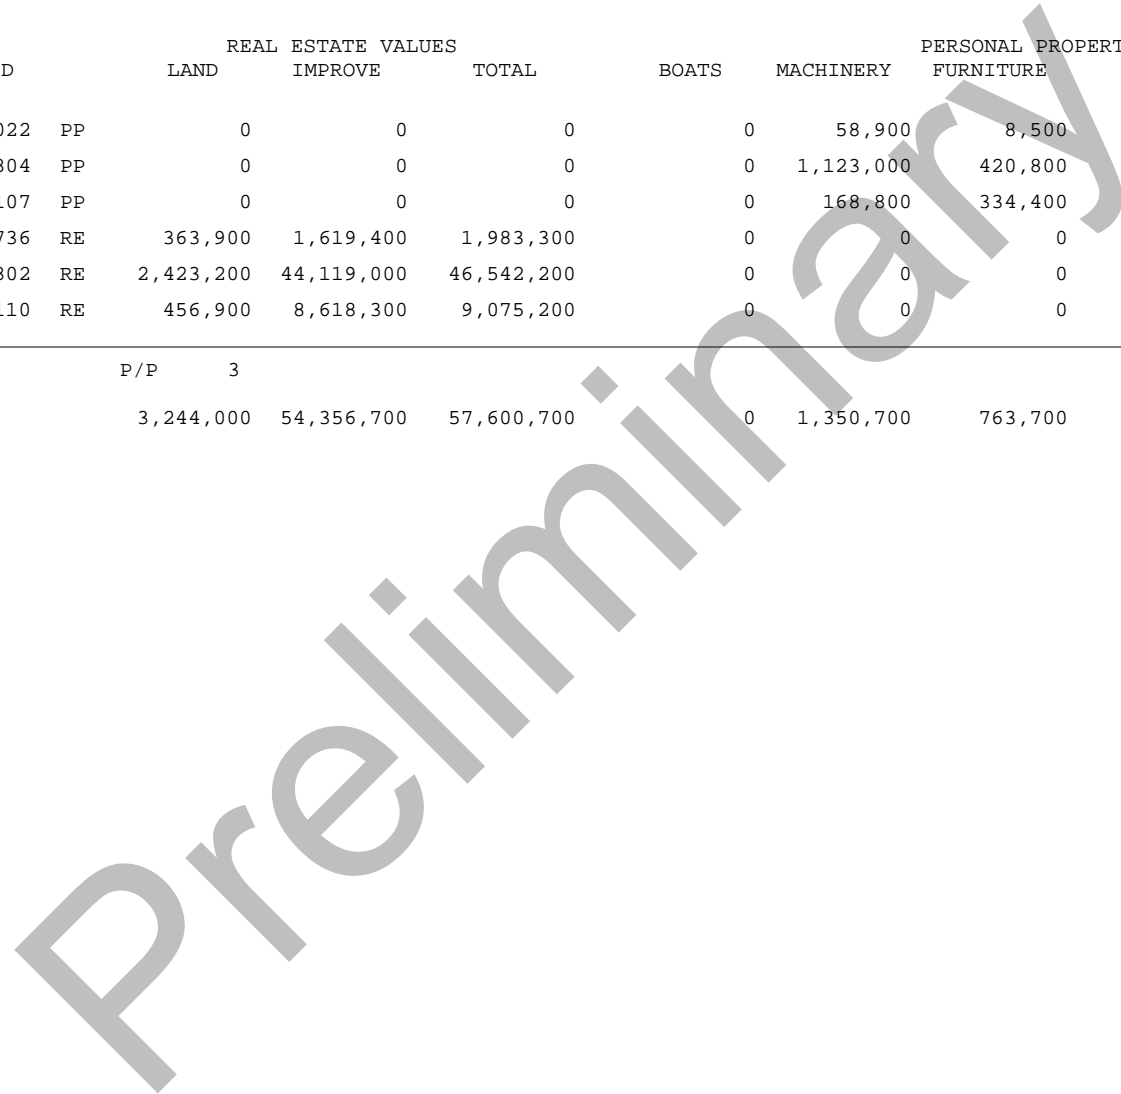 REAL ESTATE VALUES PERSONAL PROPERT
D LAND IMPROVE TOTAL BOATS MACHINERY FURNITURE
022 PP 0 0 0 0 58,900 8,500
304 PP 0 0 0 0 1,123,000 420,800
107 PP 0 0 0 0 168,800 334,400
736 RE 363,900 1,619,400 1,983,300 0 0 0
302 RE 2,423,200 44,119,000 46,542,200 0 0 0
110 RE 456,900 8,618,300 9,075,200 0 0 0
P/P 3
3,244,000 54,356,700 57,600,700 0 1,350,700 763,700
Preliminary